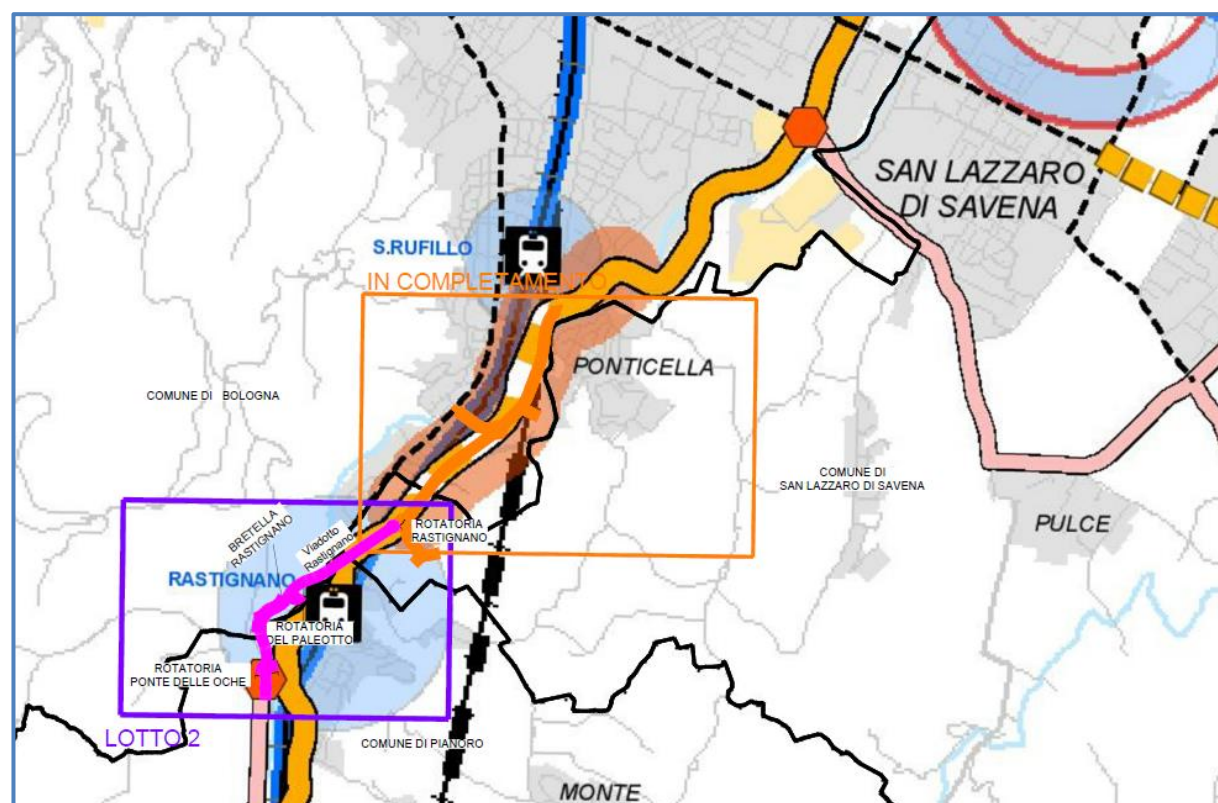 SAN LAZZARO
DI SAVENA
S.RUFILLO
IN COMPLETAMENTO
PONTICELLA
COMUNE DI BOLOGNA
COMUNE DI
SAN LAZZARO DI SAVENA
PULCE
BRETELLA
RASTIGNANO
Viadotto
Rastignano
ROTATORIA
RASTIGNANO
RASTIGNANO
ROTATORIA
DEL PALEOTTO
ROTATORIA
PONTE DELLE OCHE
LOTTO 2
COMUNE DI PIANORO
MONTE